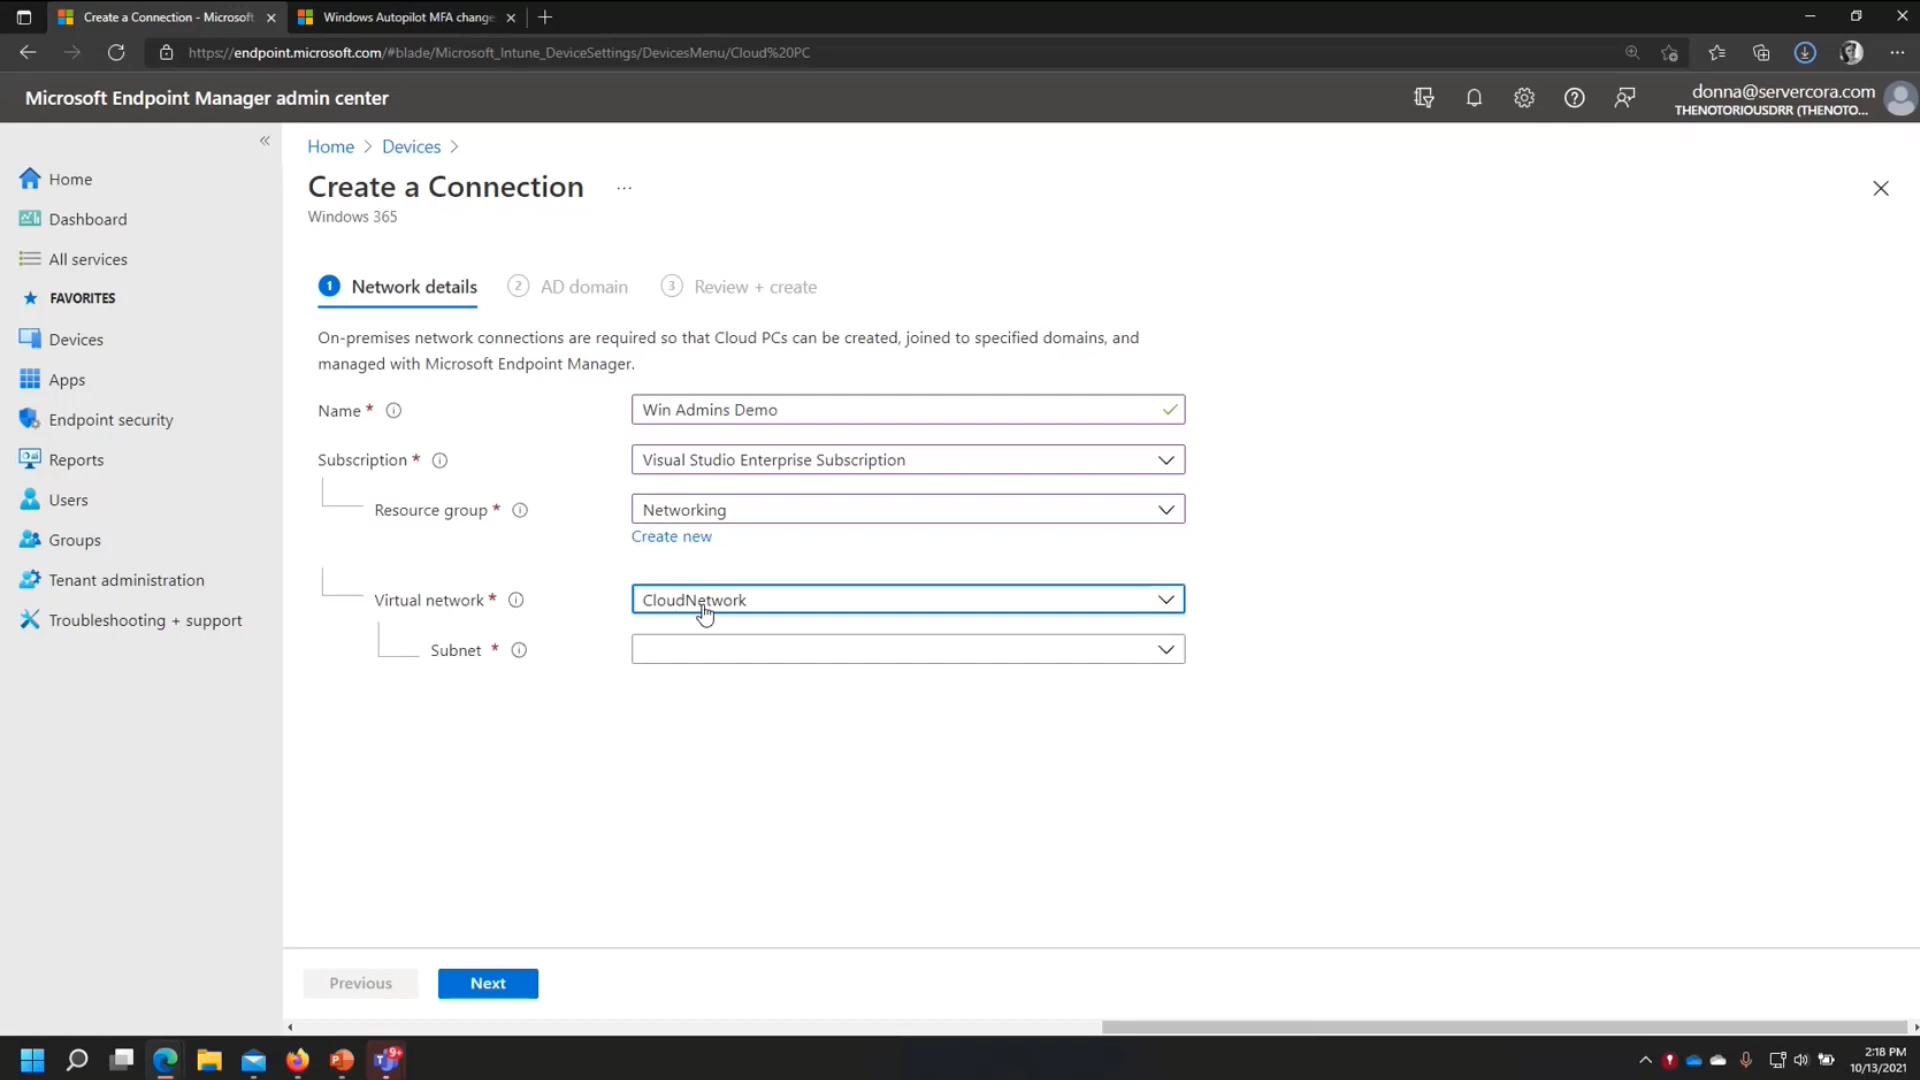 Create a Connection - Microsoft
Windows Autopilot MFA change
https://endpoint.microsoft.com/#blade/Microsoft_Intune_DeviceSettings/DevicesMenu/Cloud%20PC
Microsoft Endpoint Manager admin center
donna@servercora.com
THENOTORIOUSDRR (THENOTO...
Home > Devices >
Create a Connection ...
Windows 365
Home
Dashboard
All services
FAVORITES
Devices
Apps
Endpoint security
Reports
Users
Groups
Tenant administration
Troubleshooting + support
1 Network details 2 AD domain 3 Review + create
On-premises network connections are required so that Cloud PCs can be created, joined to specified domains, and
managed with Microsoft Endpoint Manager.
Name * Win Admins Demo
Subscription * Visual Studio Enterprise Subscription
Resource group * Networking
Create new
Virtual network * CloudNetwork
Subnet *
Previous Next
9+
2:18 PM
10/13/2021